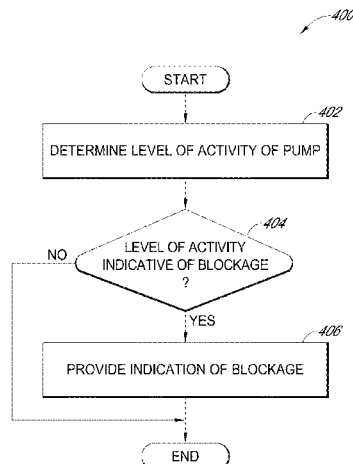 400
START
402
DETERMINE LEVEL OF ACTIVITY OF PUMP
404
LEVEL OF ACTIVITY
INDICATIVE OF BLOCKAGE
?
NO
YES
406
PROVIDE INDICATION OF BLOCKAGE
END